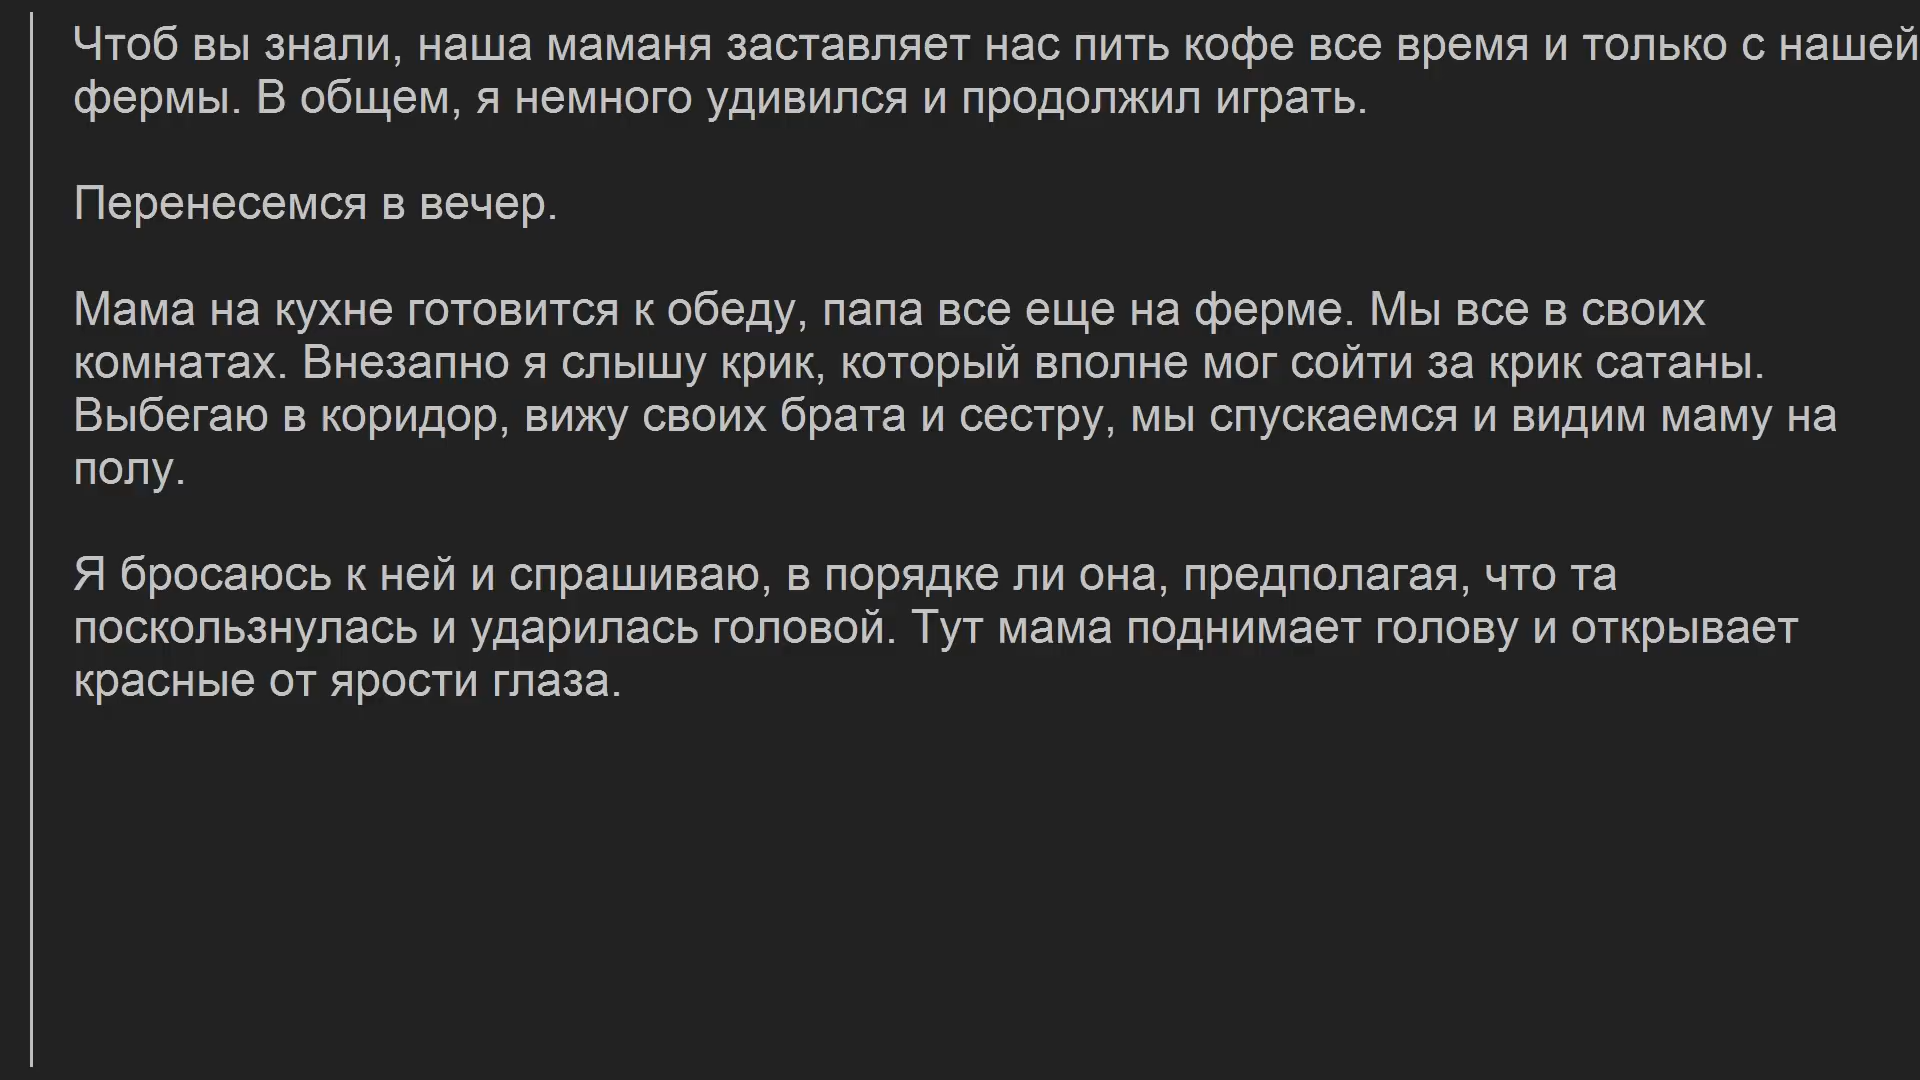 Чтоб вы знали, наша маманя заставляет нас пить кофе все время и только с нашей
фермы. В общем, я немного удивился и продолжил играть.
Перенесемся в вечер.
Мама на кухне готовится к обеду, папа все еще на ферме. Мы все в своих
комнатах. Внезапно я слышу крик, который вполне мог сойти за крик сатаны.
Выбегаю в коридор, вижу своих брата и сестру, мы спускаемся и видим маму на
полу.
Я бросаюсь к ней и спрашиваю, в порядке ли она, предполагая, что та
поскользнулась и ударилась головой. Тут мама поднимает голову и открывает
красные от ярости глаза.